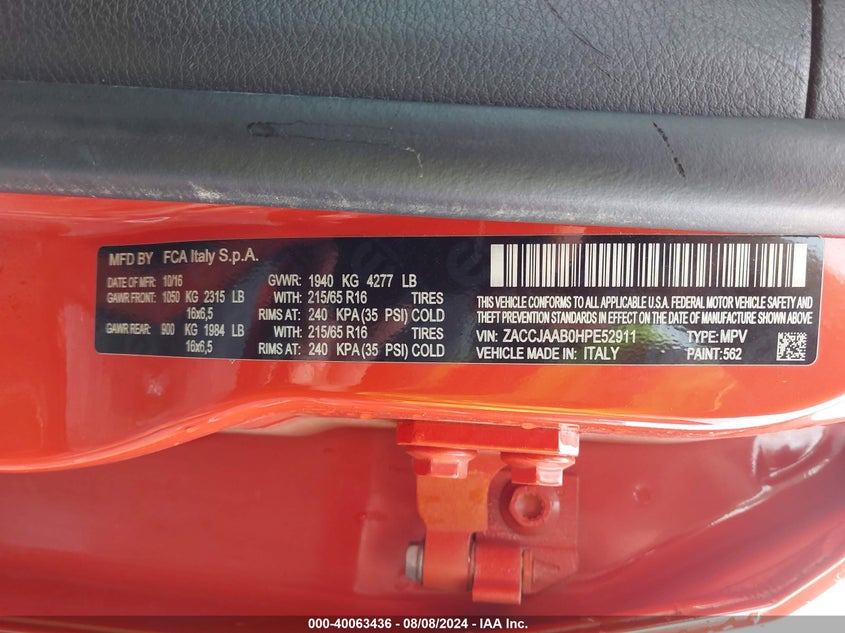 MFD BY FCA Italy S.p.A.
DATE OF MFR: 10/16 GVWR: 1940 KG 4277 LB
GAWR FRONT: 1050 KG 2315 LB WITH: 215/65 R16 TIRES
16x6,5 RIMS AT: 240 KPA (35 PSI) COLD
GAWR REAR: 900 KG 1984 LB WITH: 215/65 R16 TIRES
16x6,5 RIMS AT: 240 KPA (35 PSI) COLD
THIS VEHICLE CONFORMS TO ALL APPLICABLE U.S.A. FEDERAL MOTOR VEHICLE SAFETY AND
THEFT PREVENTION STANDARDS IN EFFECT ON THE DATE OF MANUFACTURE SHOWN ABOVE.
VIN: ZACCJAAB0HPE52911 TYPE: MPV
VEHICLE MADE IN: ITALY PAINT: 562
000-40063436 - 08/08/2024 - IAA Inc.